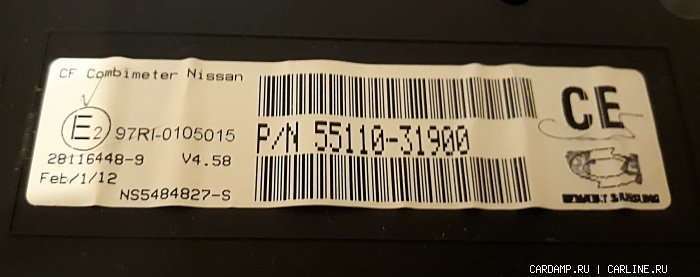 CF Combimeter Nissan
E2 97RI-0105015
28116448-9 V4.58
Feb/1/12
NS5484827-S
P/N 55110-31900
CE
CARDAMP.RU | CARLINE.RU